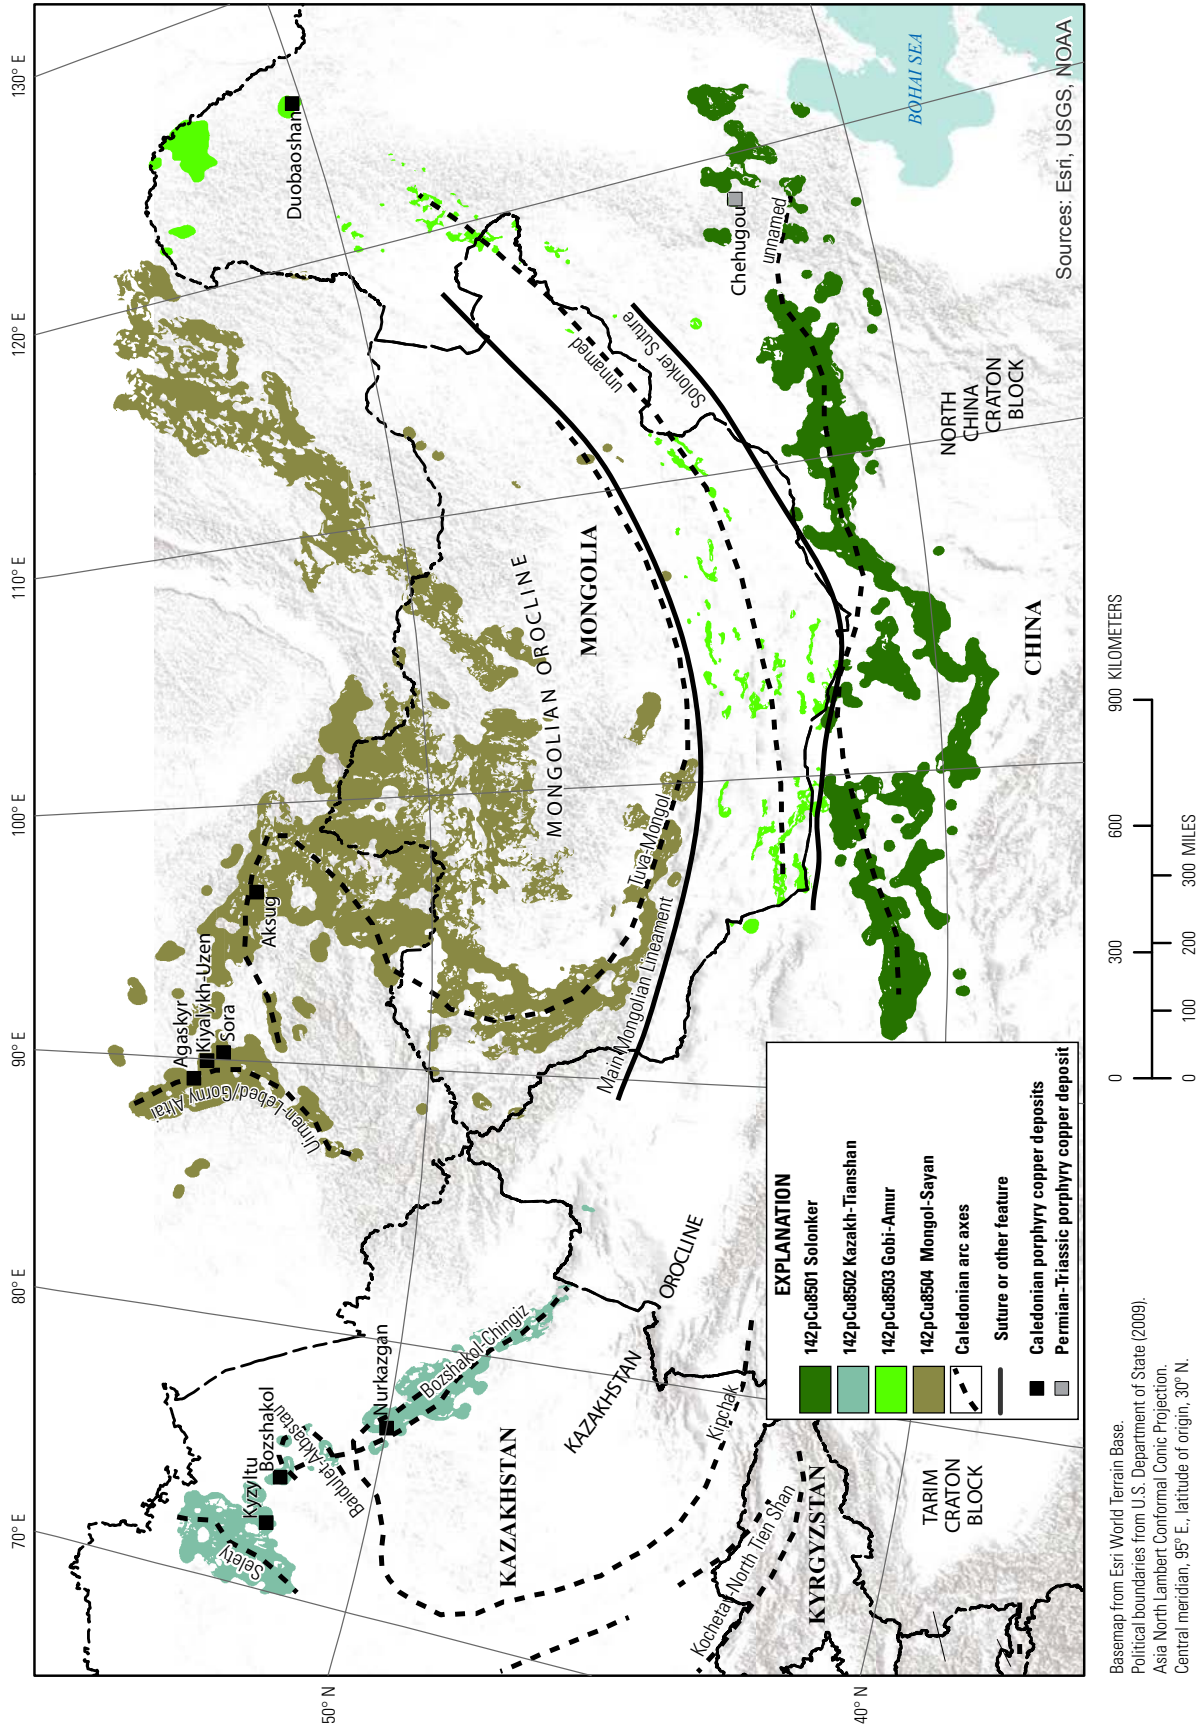 70° E
80° E
90° E
100° E
110° E
120° E
130° E
50° N
40° N
Kyzyltu
Bozshakol
Selety
Baidulet-Akbastau
Nurkazgan
Bozshakol-Chingiz
KAZAKHSTAN
KAZAKHSTAN
OROCLINE
Kipchak
Kochetav-North Tien Shan
KYRGYZSTAN
TARIM
CRATON
BLOCK
Agaskyr
Kiyalykh-Uzen
Sora
Uimen-Lebed/Gorny Altai
Aksug
Tuva-Mongol
Main Mongolian Lineament
MONGOLIAN OROCLINE
MONGOLIA
unnamed
Solonker Suture
Duobaoshan
Chehugou
unnamed
NORTH
CHINA
CRATON
BLOCK
CHINA
BOHAI SEA
Sources: Esri, USGS, NOAA
EXPLANATION
142pCu8501 Solonker
142pCu8502 Kazakh-Tianshan
142pCu8503 Gobi-Amur
142pCu8504 Mongol-Sayan
Caledonian arc axes
Suture or other feature
Caledonian porphyry copper deposits
Permian-Triassic porphyry copper deposit
0 300 600 900 KILOMETERS
0 100 200 300 MILES
Basemap from Esri World Terrain Base.
Political boundaries from U.S. Department of State (2009).
Asia North Lambert Conformal Conic Projection.
Central meridian, 95° E., latitude of origin, 30° N.